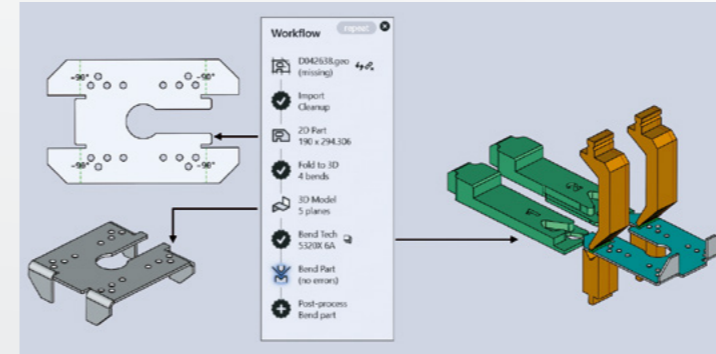 Workflow
repeat
D042638.geo
(missing)
Import
Cleanup
2D Part
190 x 294.306
Fold to 3D
4 bends
3D Model
5 planes
Bend Tech
5320X 6A
Bend Part
(no errors)
Post-process
Bend part
-90°
-90°
-90°
-90°